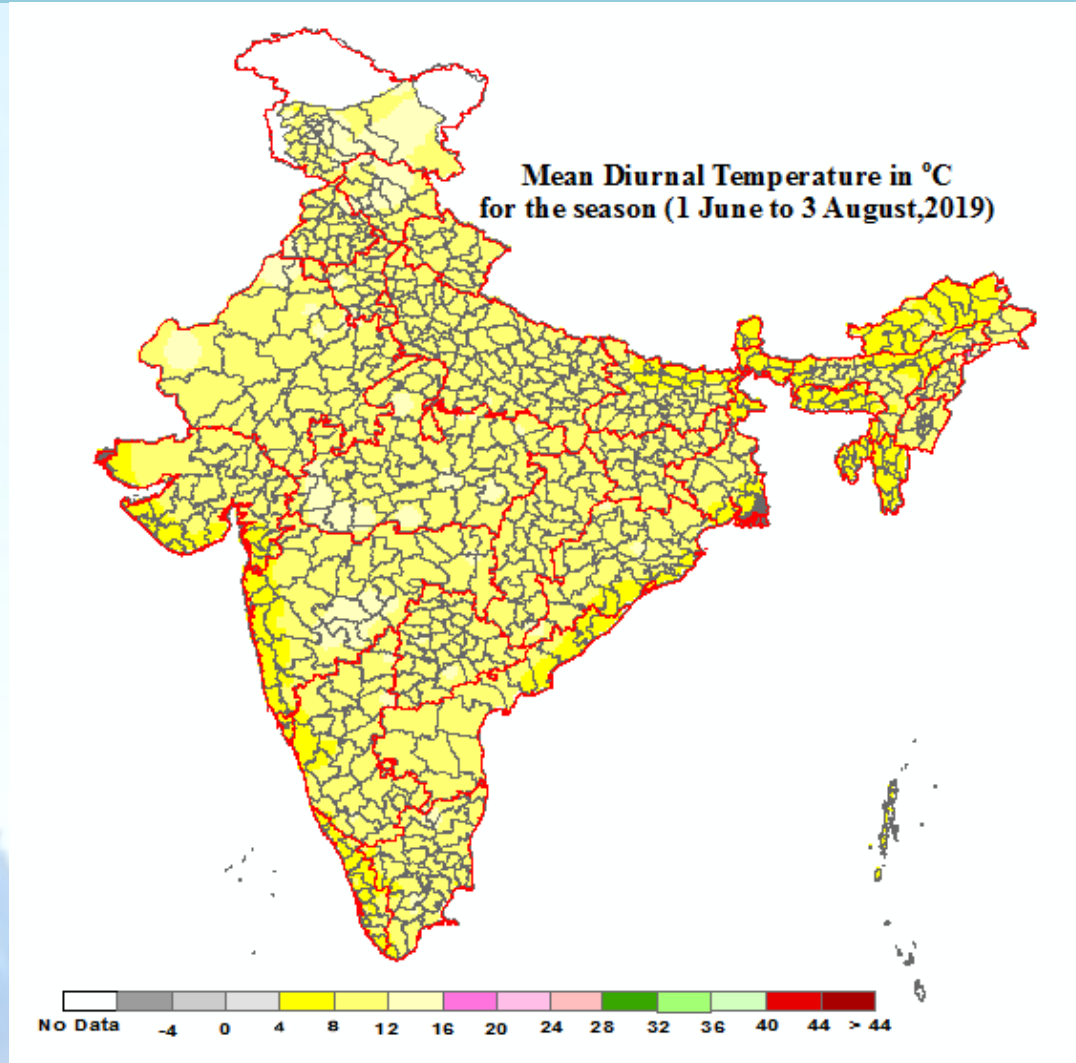 Mean Diurnal Temperature in °C
for the season (1 June to 3 August,2019)
No Data -4 0 4 8 12 16 20 24 28 32 36 40 44 > 44